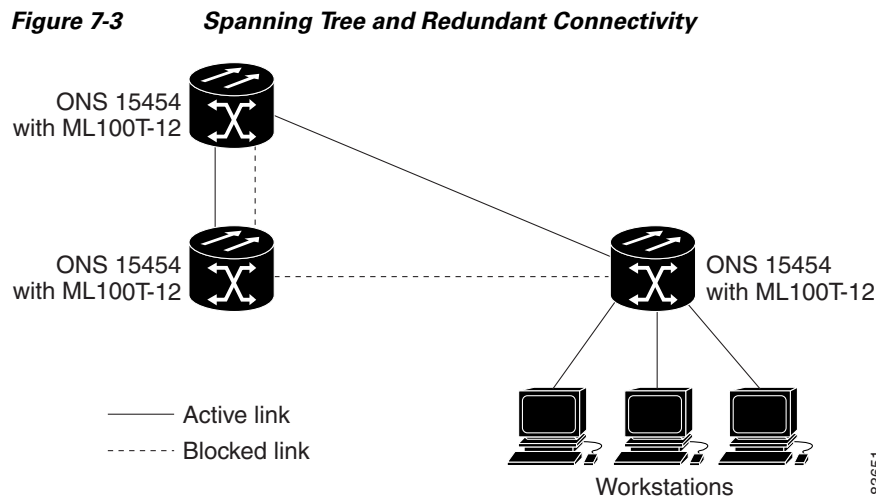 Figure 7-3 Spanning Tree and Redundant Connectivity
ONS 15454
with ML100T-12
ONS 15454
with ML100T-12
ONS 15454
with ML100T-12
Active link
Blocked link
Workstations
83651